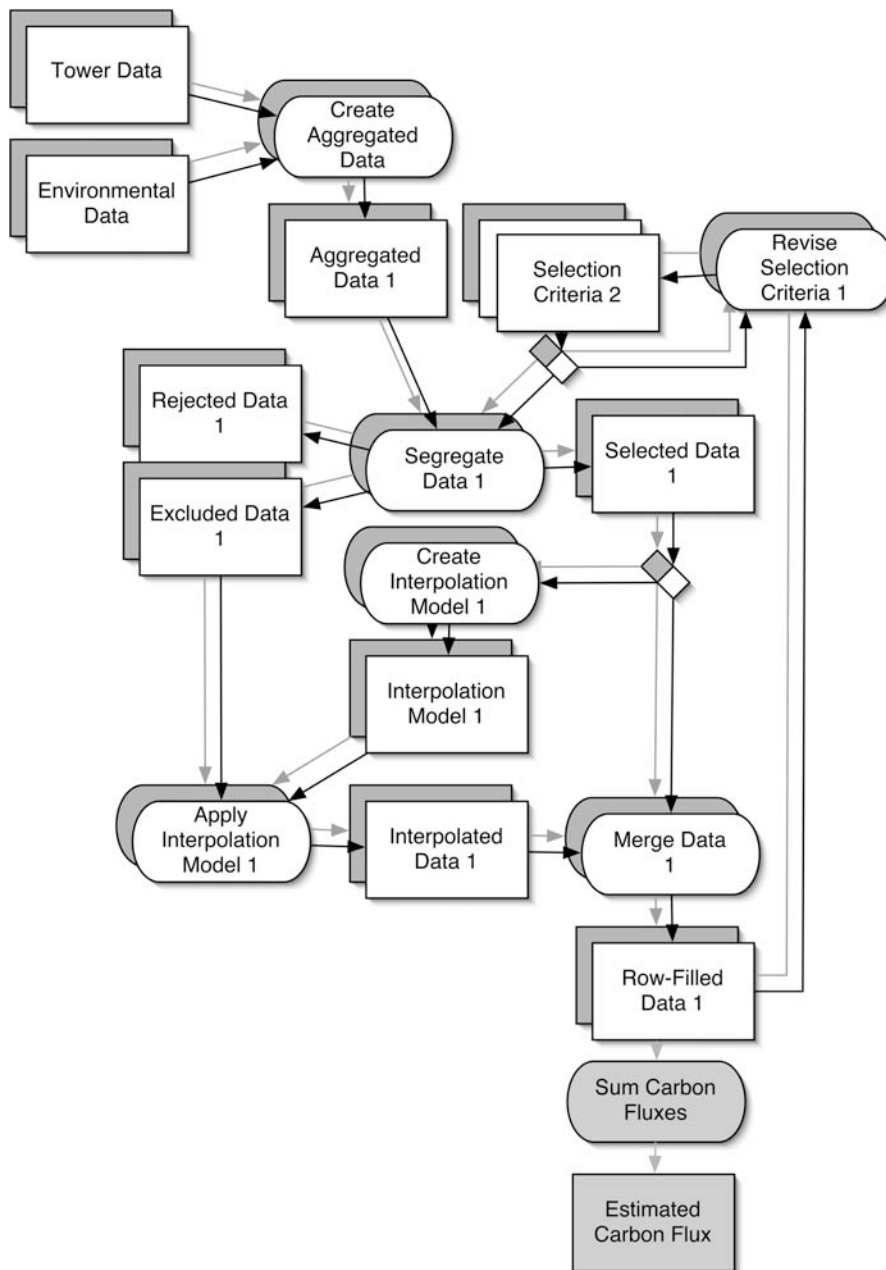 Tower Data
Create
Aggregated
Data
Environmental
Data
Aggregated
Data 1
Selection
Criteria 2
Revise
Selection
Criteria 1
Rejected Data
1
Segregate
Data 1
Selected Data
1
Excluded Data
1
Create
Interpolation
Model 1
Interpolation
Model 1
Apply
Interpolation
Model 1
Interpolated
Data 1
Merge Data
1
Row-Filled
Data 1
Sum Carbon
Fluxes
Estimated
Carbon Flux